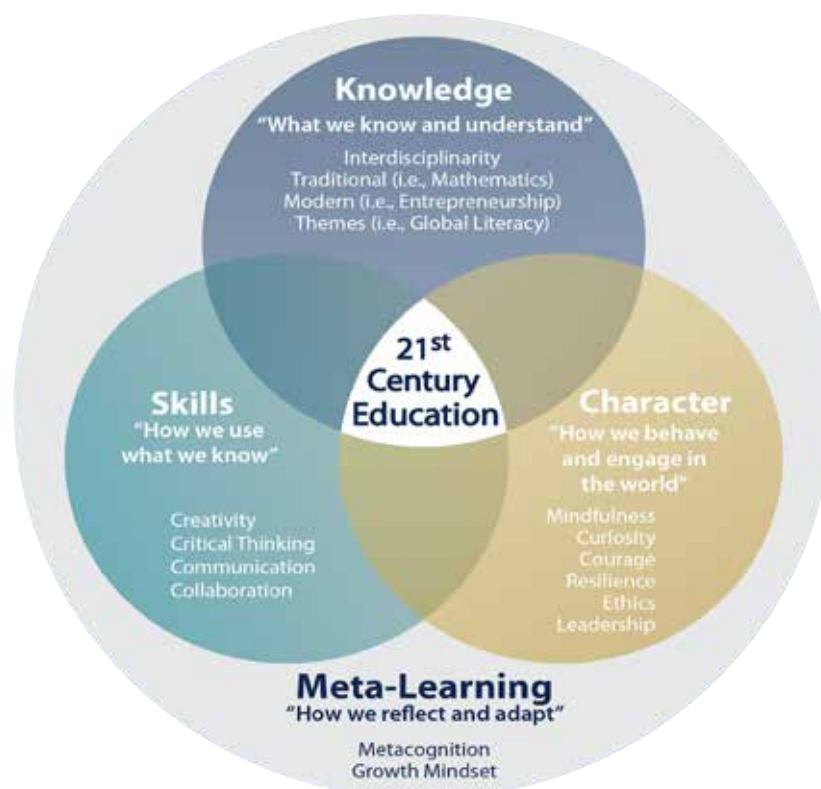 Knowledge
"What we know and understand"
Interdisciplinarity
Traditional (i.e., Mathematics)
Modern (i.e., Entrepreneurship)
Themes (i.e., Global Literacy)
21st
Century
Education
Skills
"How we use
what we know"
Creativity
Critical Thinking
Communication
Collaboration
Character
"How we behave
and engage in
the world"
Mindfulness
Curiosity
Courage
Resilience
Ethics
Leadership
Meta-Learning
"How we reflect and adapt"
Metacognition
Growth Mindset